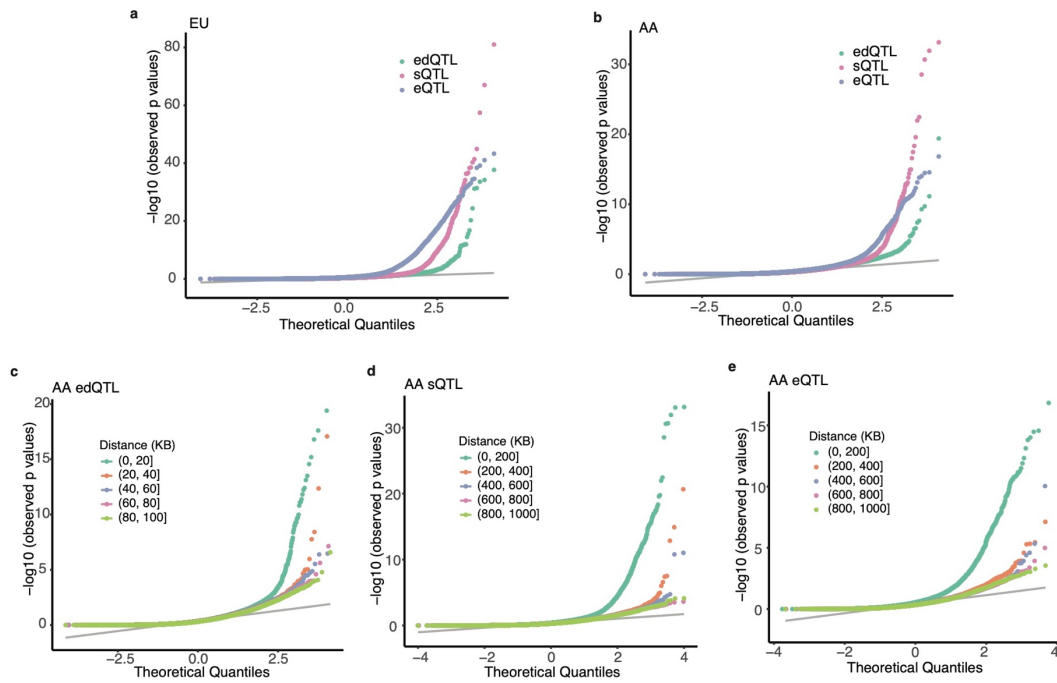 a
EU
80
60
40
20
0
−log10 (observed p values)
edQTL
sQTL
eQTL
−2.5
0.0
2.5
Theoretical Quantiles
b
AA
30
20
10
0
−log10 (observed p values)
edQTL
sQTL
eQTL
−2.5
0.0
2.5
Theoretical Quantiles
c
AA edQTL
20
15
10
5
0
−log10 (observed p values)
Distance (KB)
(0, 20]
(20, 40]
(40, 60]
(60, 80]
(80, 100]
−2.5
0.0
2.5
Theoretical Quantiles
d
AA sQTL
30
20
10
0
−log10 (observed p values)
Distance (KB)
(0, 200]
(200, 400]
(400, 600]
(600, 800]
(800, 1000]
−4
−2
0
2
4
Theoretical Quantiles
e
AA eQTL
15
10
5
0
−log10 (observed p values)
Distance (KB)
(0, 200]
(200, 400]
(400, 600]
(600, 800]
(800, 1000]
−4
−2
0
2
4
Theoretical Quantiles